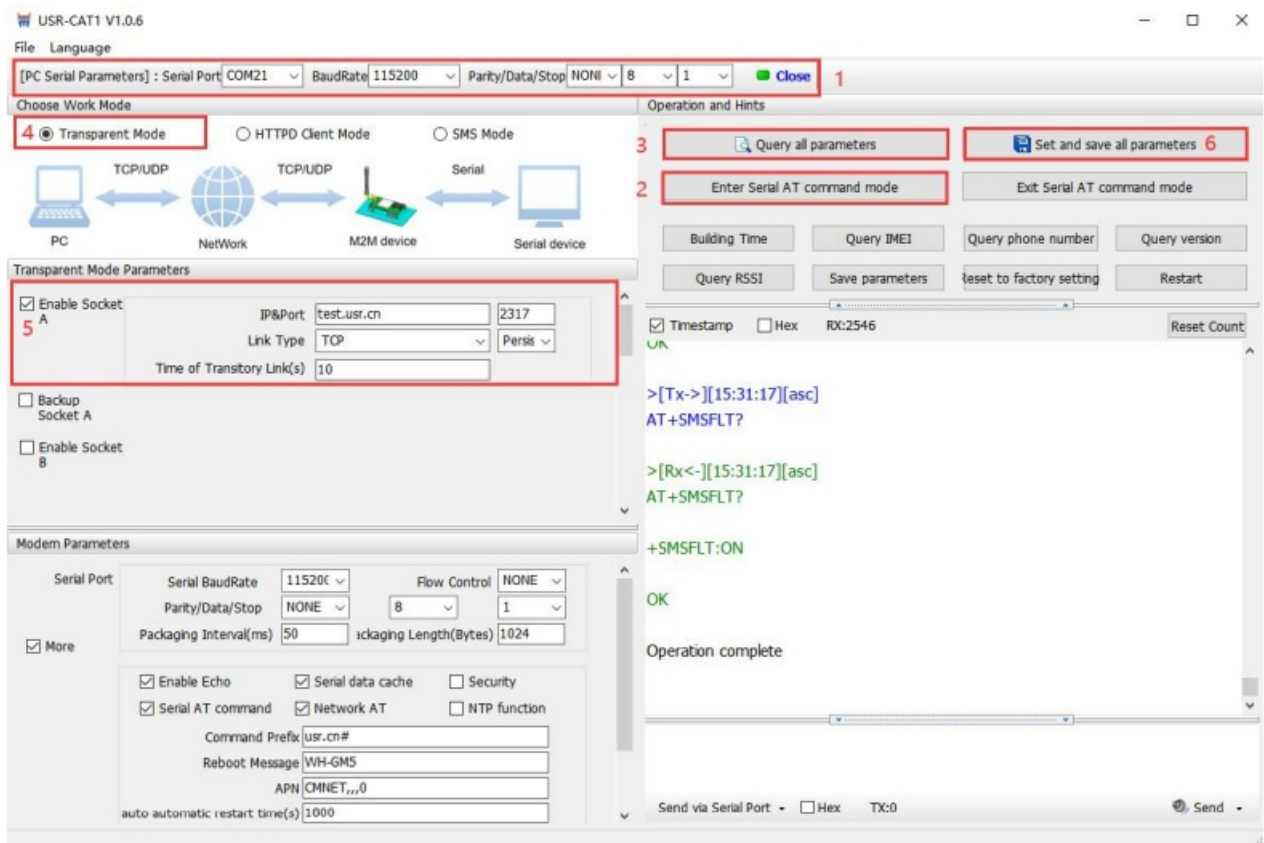 USR-CAT1 V1.0.6
File Language
[PC Serial Parameters] : Serial Port COM21 BaudRate 115200 Parity/Data/Stop NONI 8 1 Close 1
Choose Work Mode
4 Transparent Mode HTTPD Client Mode SMS Mode
TCP/UDP TCP/UDP Serial
PC NetWork M2M device Serial device
Transparent Mode Parameters
Enable Socket A
5
IP&Port test.usr.cn 2317
Link Type TCP Persis
Time of Transitory Link(s) 10
Backup Socket A
Enable Socket B
Modem Parameters
Serial Port
Serial BaudRate 115200 Flow Control NONE
Parity/Data/Stop NONE 8 1
Packaging Interval(ms) 50 ackaging Length(Bytes) 1024
More
Enable Echo Serial data cache Security
Serial AT command Network AT NTP function
Command Prefix usr.cn#
Reboot Message WH-GM5
APN CMNET,,,0
auto automatic restart time(s) 1000
Operation and Hints
3 Query all parameters Set and save all parameters 6
2 Enter Serial AT command mode Exit Serial AT command mode
Building Time Query IMEI Query phone number Query version
Query RSSI Save parameters Reset to factory setting Restart
Timestamp Hex RX:2546 Reset Count
OK
>[Tx->][15:31:17][asc]
AT+SMSFLT?
>[Rx<-][15:31:17][asc]
AT+SMSFLT?
+SMSFLT:ON
OK
Operation complete
Send via Serial Port Hex TX:0 Send